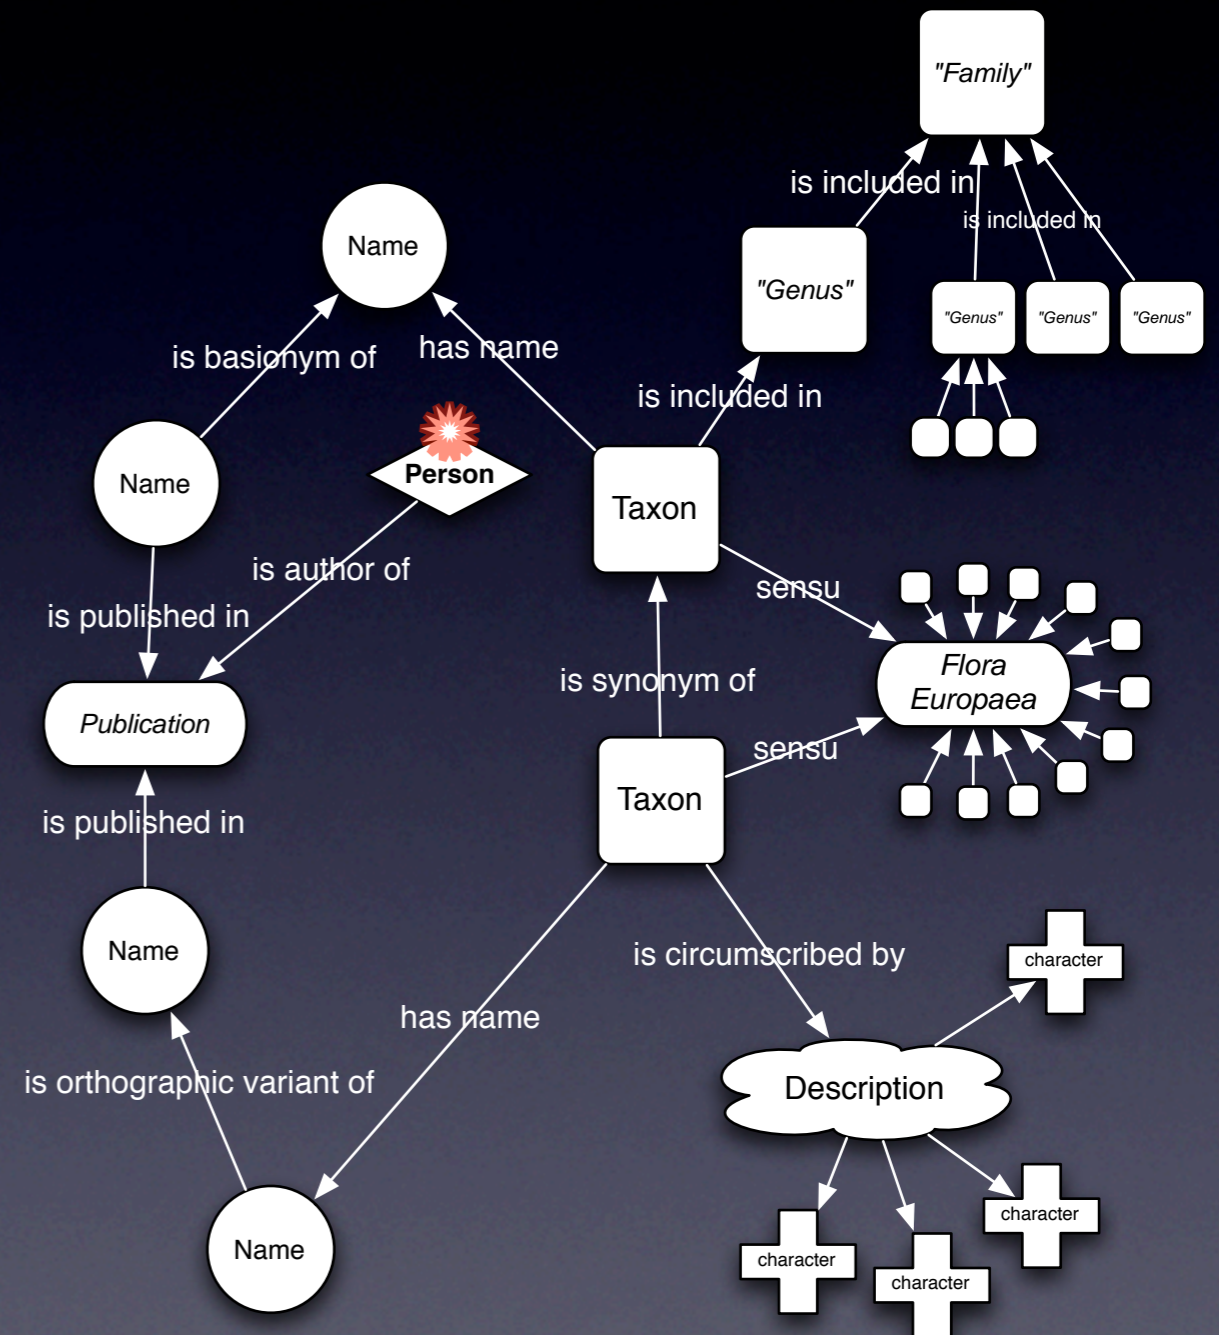 "Family"
is included in
is included in
Name
"Genus"
"Genus"
"Genus"
"Genus"
is basionym of
has name
is included in
Person
Name
Taxon
is author of
sensu
is published in
Flora
Europaea
is synonym of
Publication
sensu
Taxon
is published in
Name
is circumscribed by
character
has name
is orthographic variant of
Description
character
Name
character
character